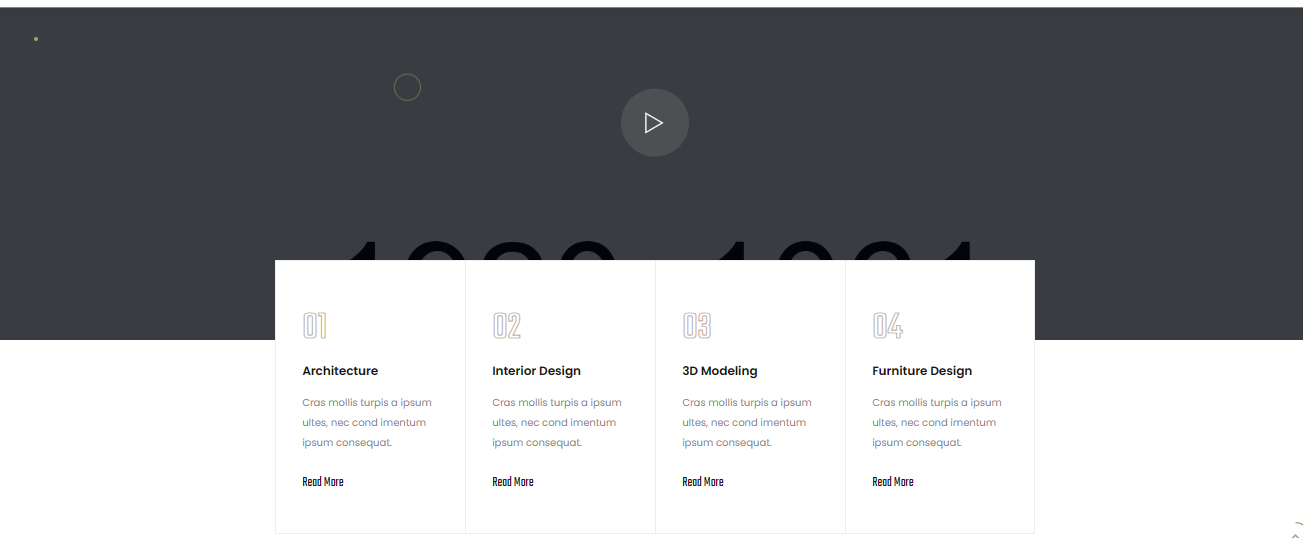 01
02
03
04
Architecture
Interior Design
3D Modeling
Furniture Design
Cras mollis turpis a ipsum
ultes, nec cond imentum
ipsum consequat.
Cras mollis turpis a ipsum
ultes, nec cond imentum
ipsum consequat.
Cras mollis turpis a ipsum
ultes, nec cond imentum
ipsum consequat.
Cras mollis turpis a ipsum
ultes, nec cond imentum
ipsum consequat.
Read More
Read More
Read More
Read More